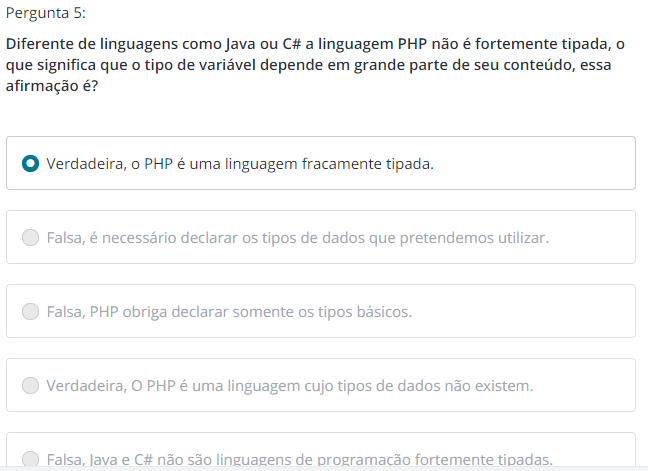 Pergunta 5:
Diferente de linguagens como Java ou C# a linguagem PHP não é fortemente tipada, o
que significa que o tipo de variável depende em grande parte de seu conteúdo, essa
afirmação é?
Verdadeira, o PHP é uma linguagem fracamente tipada.
Falsa, é necessário declarar os tipos de dados que pretendemos utilizar.
Falsa, PHP obriga declarar somente os tipos básicos.
Verdadeira, O PHP é uma linguagem cujo tipos de dados não existem.
Falsa, Java e C# não são linguagens de programação fortemente tipadas.